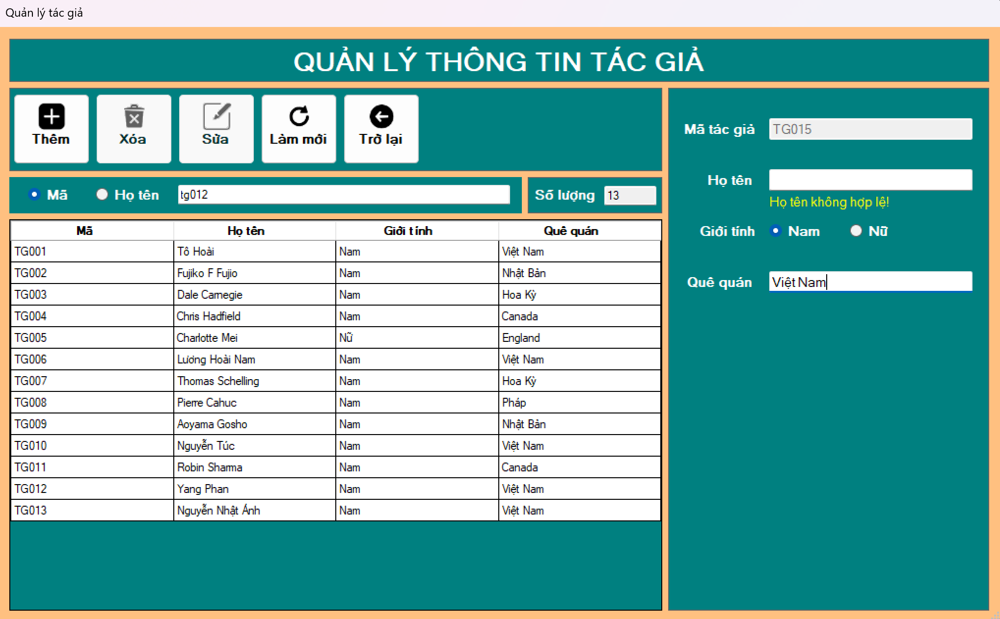 Quản lý tác giả
QUẢN LÝ THÔNG TIN TÁC GIẢ
Thêm Xóa Sửa Làm mới Trở lại
Mã Họ tên tg012 Số lượng 13
Mã Họ tên Giới tính Quê quán
TG001 Tô Hoài Nam Việt Nam
TG002 Fujiko F Fujio Nam Nhật Bản
TG003 Dale Carnegie Nam Hoa Kỳ
TG004 Chris Hadfield Nam Canada
TG005 Charlotte Mei Nữ England
TG006 Lương Hoài Nam Nam Việt Nam
TG007 Thomas Schelling Nam Hoa Kỳ
TG008 Pierre Cahuc Nam Pháp
TG009 Aoyama Gosho Nam Nhật Bản
TG010 Nguyễn Túc Nam Việt Nam
TG011 Robin Sharma Nam Canada
TG012 Yang Phan Nam Việt Nam
TG013 Nguyễn Nhật Ánh Nam Việt Nam
Mã tác giả TG015
Họ tên
Họ tên không hợp lệ!
Giới tính Nam Nữ
Quê quán Việt Nam